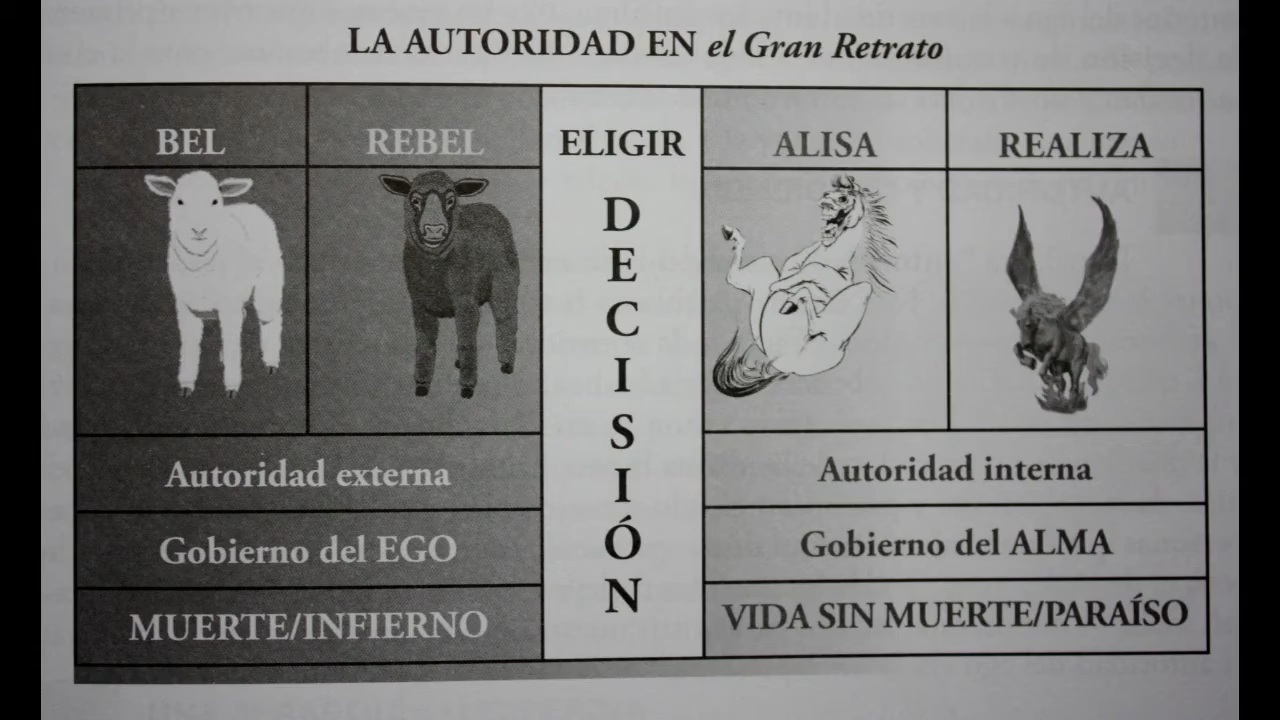 LA AUTORIDAD EN el Gran Retrato
BEL
REBEL
ELIGIR
ALISA
REALIZA
DECISIÓN
Autoridad externa
Autoridad interna
Gobierno del EGO
Gobierno del ALMA
MUERTE/INFIERNO
VIDA SIN MUERTE/PARAÍSO